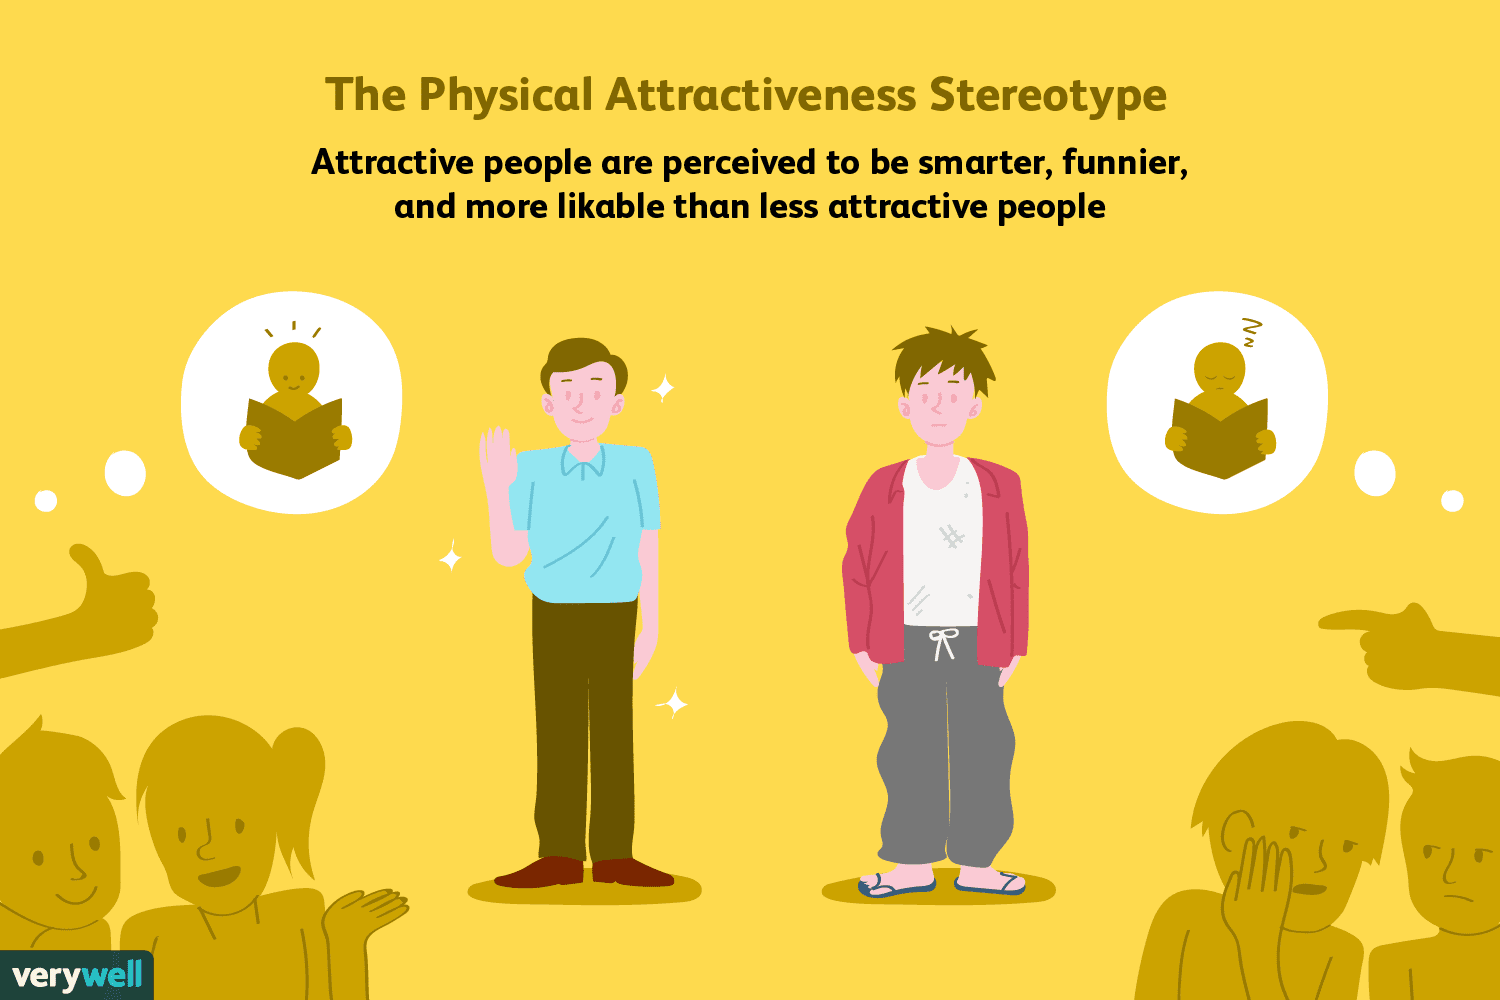 The Physical Attractiveness Stereotype
Attractive people are perceived to be smarter, funnier,
and more likable than less attractive people
z
z
verywell